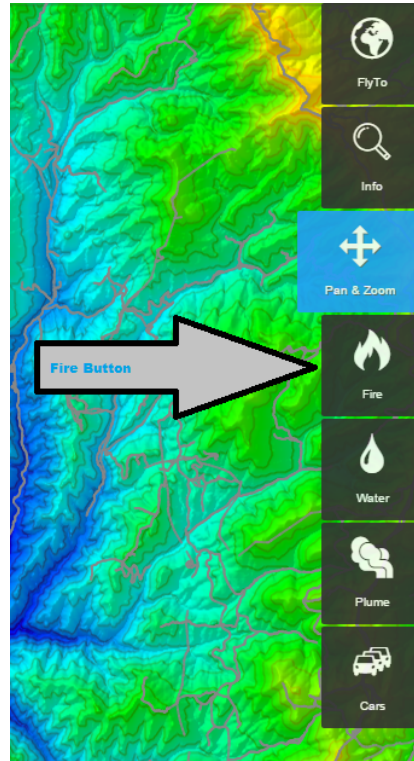 FlyTo
Info
Pan & Zoom
Fire Button
Fire
Water
Plume
Cars